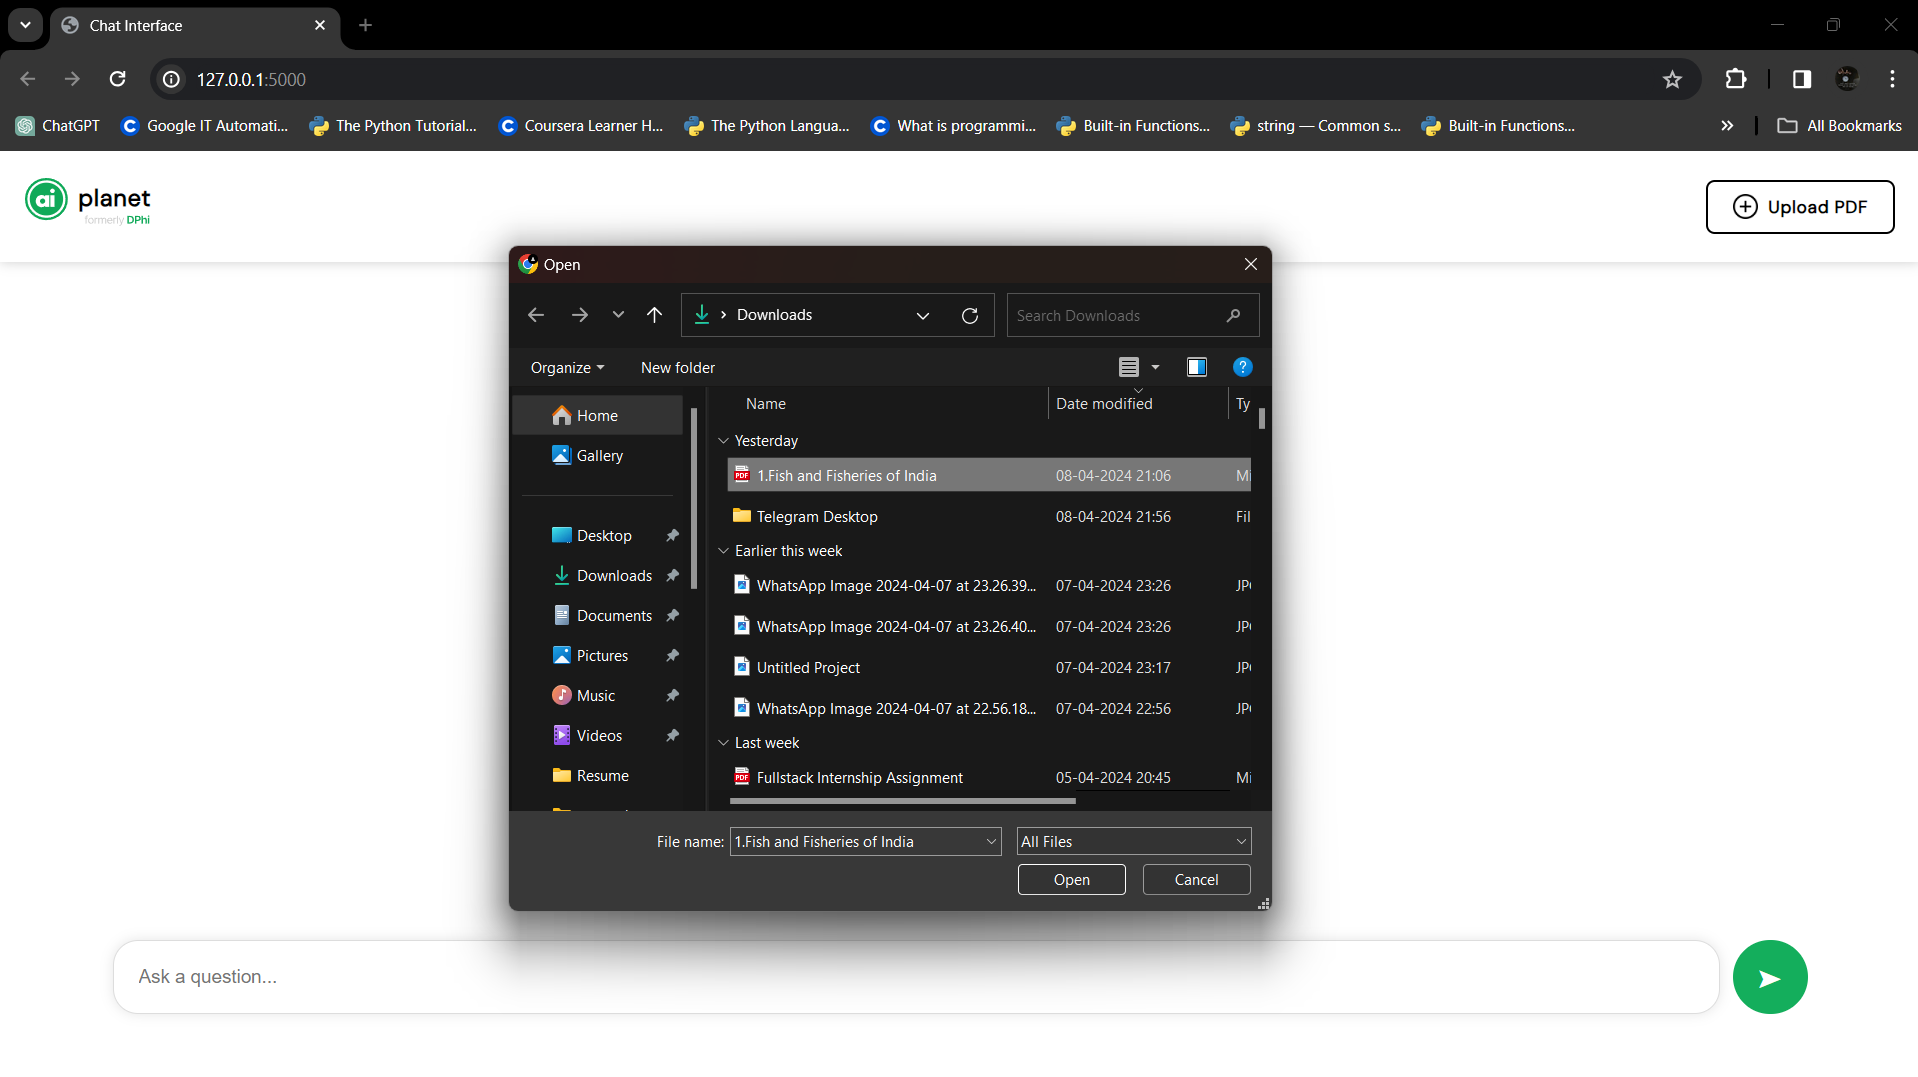 Chat Interface
127.0.0.1:5000
ChatGPT
Google IT Automati...
The Python Tutorial...
Coursera Learner H...
The Python Langua...
What is programmi...
Built-in Functions...
string — Common s...
Built-in Functions...
All Bookmarks
ai planet
formerly DPhi
Upload PDF
Open
Downloads
Search Downloads
Organize
New folder
Home
Gallery
Desktop
Downloads
Documents
Pictures
Music
Videos
Resume
Name Date modified Ty
Yesterday
1.Fish and Fisheries of India 08-04-2024 21:06 Mi
Telegram Desktop 08-04-2024 21:56 Fil
Earlier this week
WhatsApp Image 2024-04-07 at 23.26.39... 07-04-2024 23:26 JP
WhatsApp Image 2024-04-07 at 23.26.40... 07-04-2024 23:26 JP
Untitled Project 07-04-2024 23:17 JP
WhatsApp Image 2024-04-07 at 22.56.18... 07-04-2024 22:56 JP
Last week
Fullstack Internship Assignment 05-04-2024 20:45 Mi
File name: 1.Fish and Fisheries of India
All Files
Open
Cancel
Ask a question...